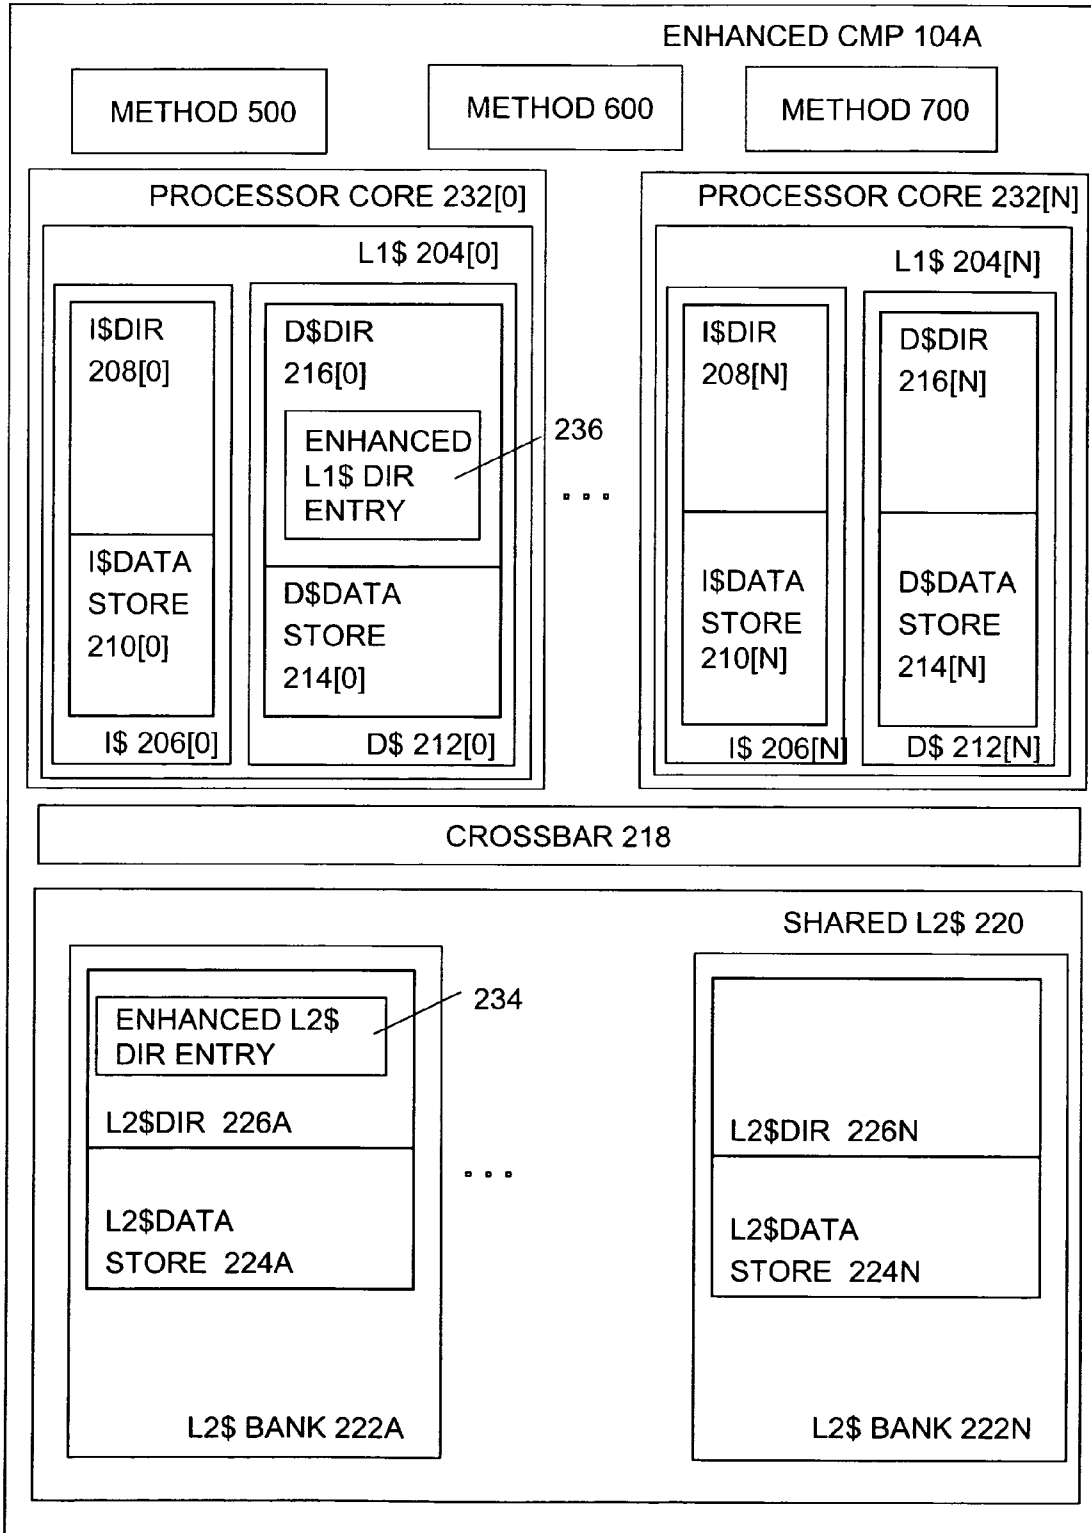 ENHANCED CMP 104A
METHOD 500
METHOD 600
METHOD 700
PROCESSOR CORE 232[0]
L1$ 204[0]
I$DIR
208[0]
I$DATA
STORE
210[0]
I$ 206[0]
D$DIR
216[0]
ENHANCED
L1$ DIR
ENTRY
236
D$DATA
STORE
214[0]
D$ 212[0]
PROCESSOR CORE 232[N]
L1$ 204[N]
I$DIR
208[N]
I$DATA
STORE
210[N]
I$ 206[N]
D$DIR
216[N]
D$DATA
STORE
214[N]
D$ 212[N]
CROSSBAR 218
SHARED L2$ 220
ENHANCED L2$
DIR ENTRY
234
L2$DIR 226A
L2$DATA
STORE 224A
L2$ BANK 222A
L2$DIR 226N
L2$DATA
STORE 224N
L2$ BANK 222N